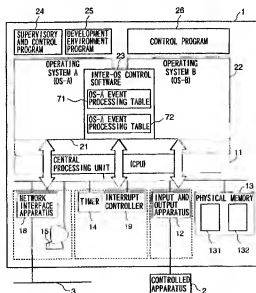 24
25
26
1
SUPERVISORY AND CONTROL PROGRAM
DEVELOPMENT ENVIRONMENT PROGRAM
CONTROL PROGRAM
23
OPERATING SYSTEM A (OS-A)
INTER-OS CONTROL SOFTWARE
OPERATING SYSTEM B (OS-B)
22
71
OS-A EVENT PROCESSING TABLE
OS-A EVENT PROCESSING TABLE
72
21
11
CENTRAL PROCESSING UNIT
(CPU)
13
NETWORK INTERFACE APPARATUS
TIMER
INTERRUPT CONTROLLER
INPUT AND OUTPUT APPARATUS
PHYSICAL MEMORY
18
15
14
19
12
131
132
3
CONTROLLED APPARATUS
2